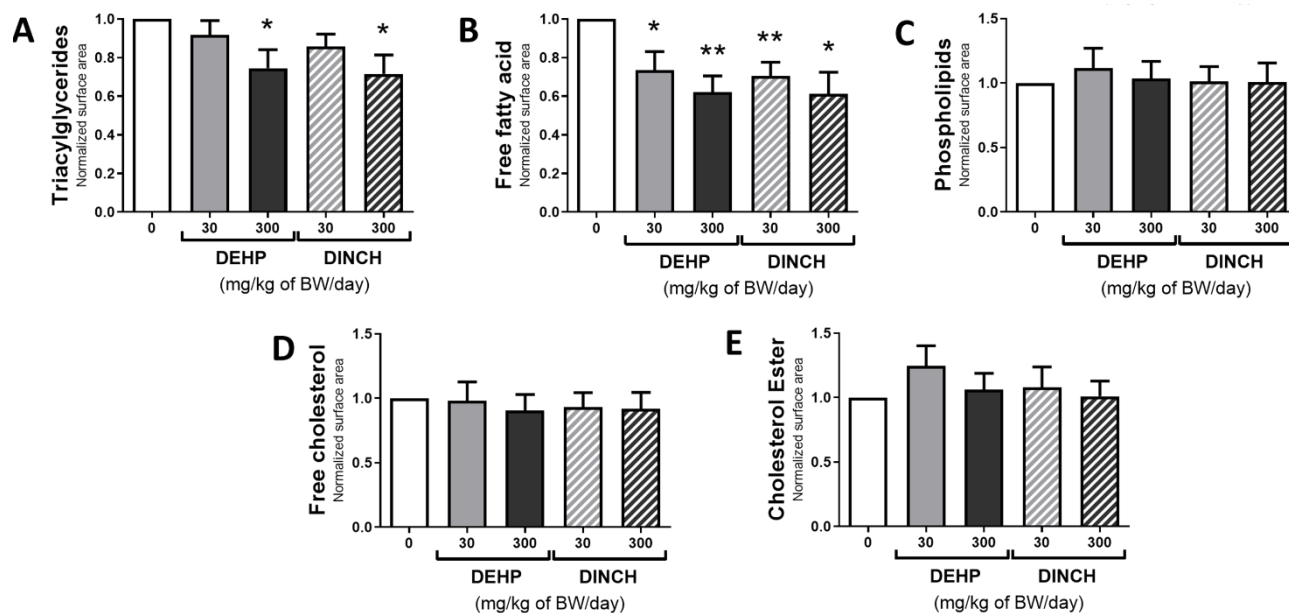 A
Triacylglycerides
Normalized surface area
1.0
0.8
0.6
0.4
0.2
0.0
*
*
0
30
300
30
300
DEHP
DINCH
(mg/kg of BW/day)
B
Free fatty acid
Normalized surface area
1.0
0.8
0.6
0.4
0.2
0.0
*
**
**
*
0
30
300
30
300
DEHP
DINCH
(mg/kg of BW/day)
C
Phospholipids
Normalized surface area
1.5
1.0
0.5
0.0
0
30
300
30
300
DEHP
DINCH
(mg/kg of BW/day)
D
Free cholesterol
Normalized surface area
1.5
1.0
0.5
0.0
0
30
300
30
300
DEHP
DINCH
(mg/kg of BW/day)
E
Cholesterol Ester
Normalized surface area
1.5
1.0
0.5
0.0
0
30
300
30
300
DEHP
DINCH
(mg/kg of BW/day)